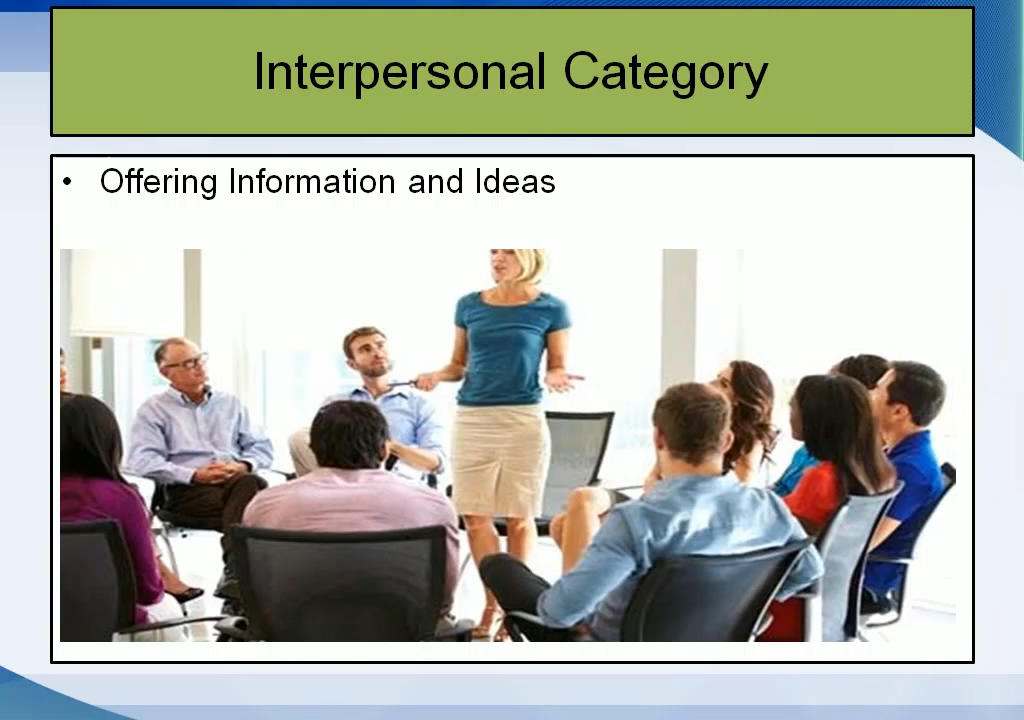 Interpersonal Category
• Offering Information and Ideas